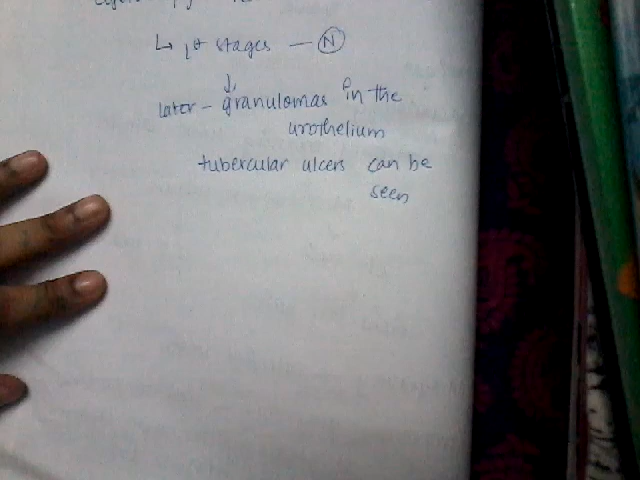 ↳ 1st stages — Ⓝ
↓
later - granulomas in the
urothelium
tubercular ulcers can be
seen